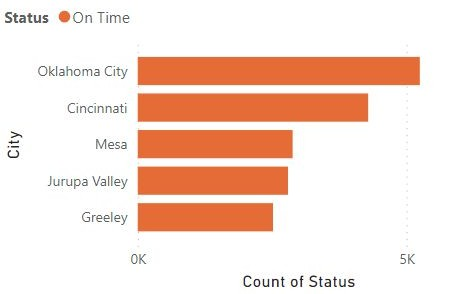 Status On Time
Oklahoma City
Cincinnati
Mesa
Jurupa Valley
Greeley
City
0K 5K
Count of Status